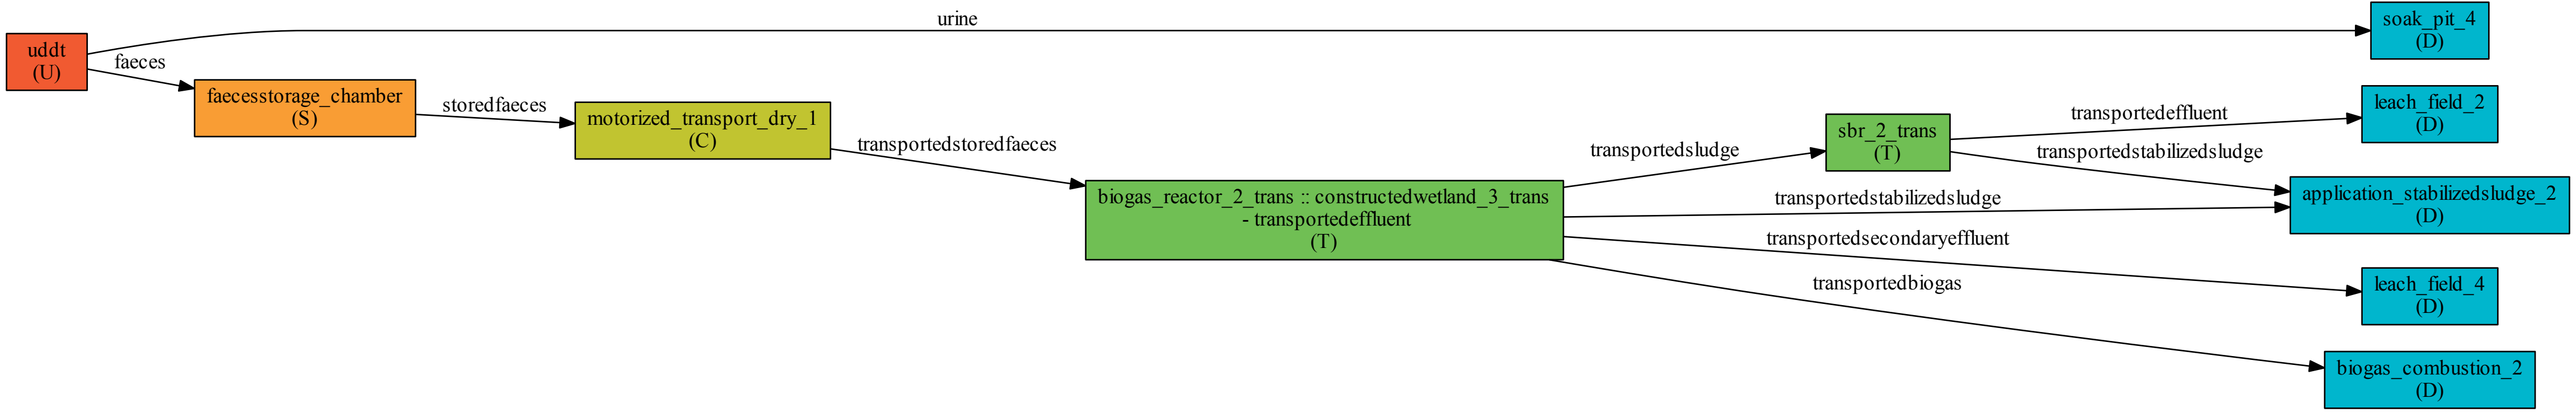 urine
soak_pit_4
(D)
uddt
(U)
faeces
faecesstorage_chamber
(S)
storedfaeces
motorized_transport_dry_1
(C)
transportedstoredfaeces
biogas_reactor_2_trans :: constructedwetland_3_trans
- transportedeffluent
(T)
transportedsludge
sbr_2_trans
(T)
transportedeffluent
leach_field_2
(D)
transportedstabilizedsludge
transportedstabilizedsludge
application_stabilizedsludge_2
(D)
transportedsecondaryeffluent
leach_field_4
(D)
transportedbiogas
biogas_combustion_2
(D)